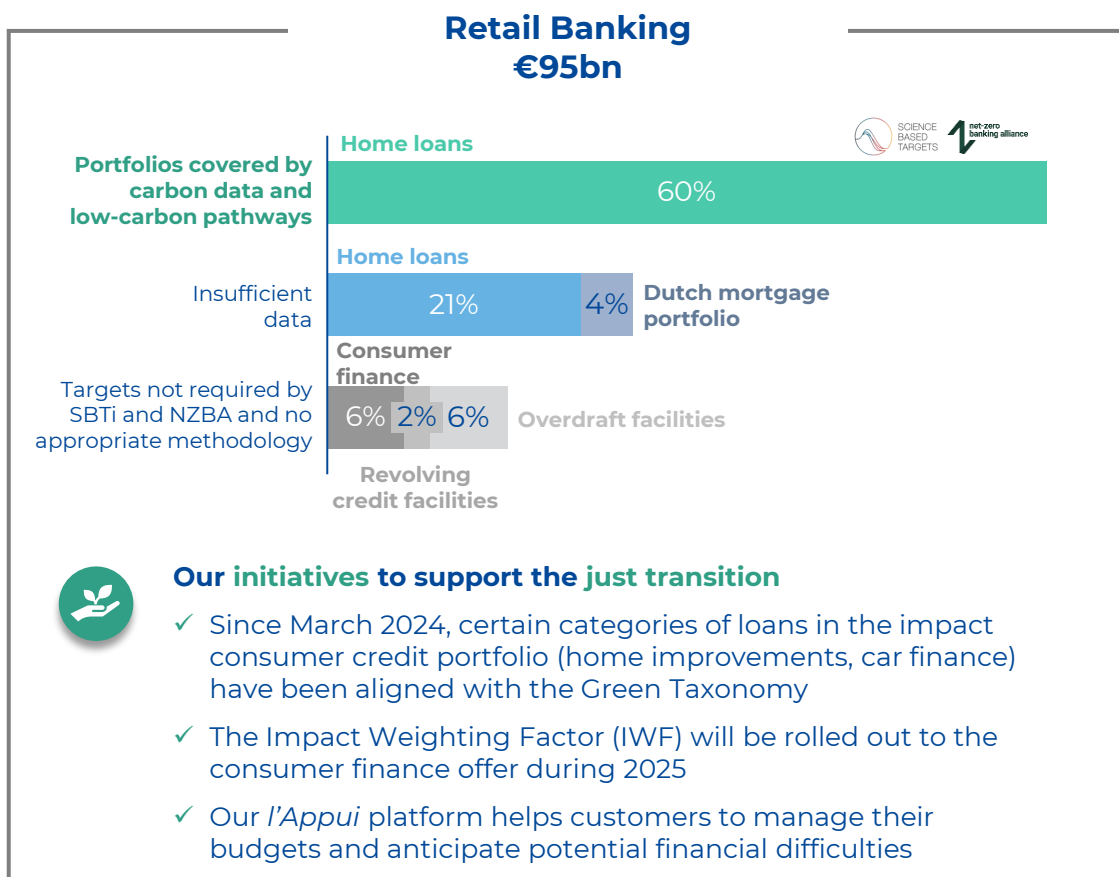 Retail Banking
€95bn
SCIENCE
BASED
TARGETS
net-zero
banking alliance
Home loans
Portfolios covered by
carbon data and
low-carbon pathways
60%
Home loans
Insufficient
data
21%
4%
Dutch mortgage
portfolio
Consumer
finance
Targets not required by
SBTi and NZBA and no
appropriate methodology
6%
2%
6%
Overdraft facilities
Revolving
credit facilities
Our initiatives to support the just transition
✓ Since March 2024, certain categories of loans in the impact
consumer credit portfolio (home improvements, car finance)
have been aligned with the Green Taxonomy
✓ The Impact Weighting Factor (IWF) will be rolled out to the
consumer finance offer during 2025
✓ Our l’Appui platform helps customers to manage their
budgets and anticipate potential financial difficulties